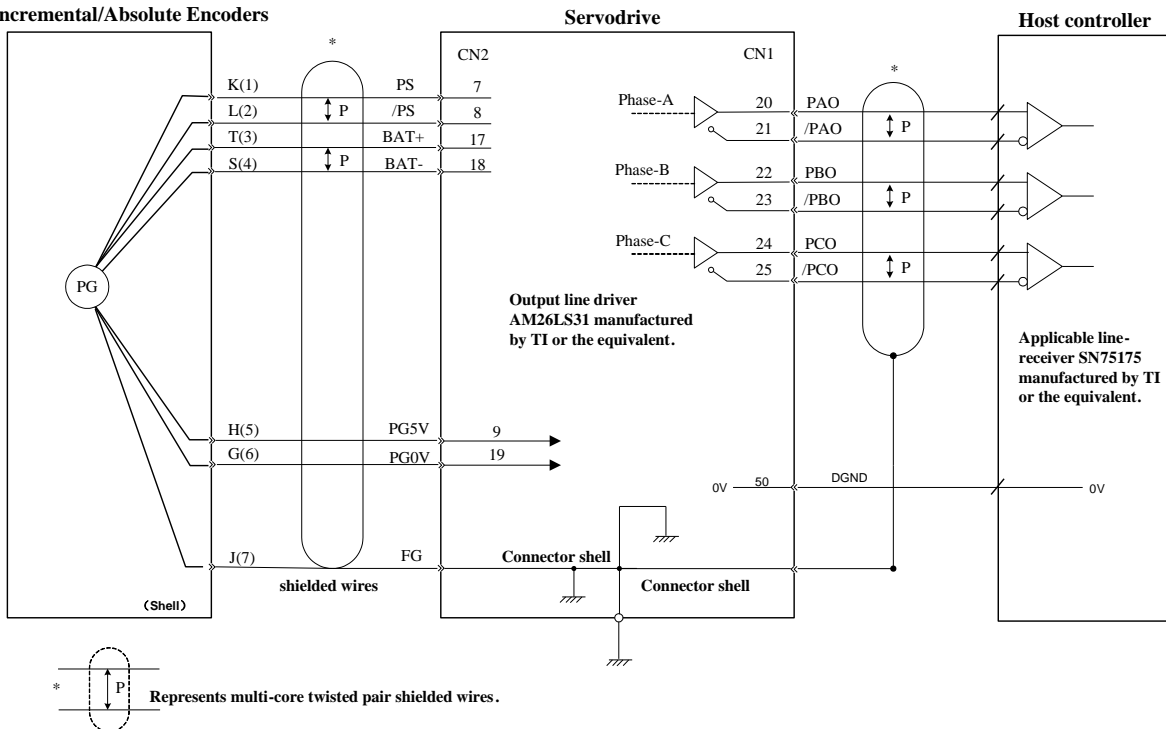 ncremental/Absolute Encoders
Servodrive
Host controller
*
CN2
CN1
*
K(1) PS 7
L(2) P /PS 8
T(3) BAT+ 17
S(4) P BAT- 18
Phase-A 20 PAO
21 /PAO P
Phase-B 22 PBO
23 /PBO P
Phase-C 24 PCO
25 /PCO P
PG
Output line driver
AM26LS31 manufactured
by TI or the equivalent.
Applicable line-
receiver SN75175
manufactured by TI
or the equivalent.
H(5) PG5V 9
G(6) PG0V 19
0V 50 DGND 0V
J(7) FG Connector shell
shielded wires
Connector shell
(Shell)
* P Represents multi-core twisted pair shielded wires.